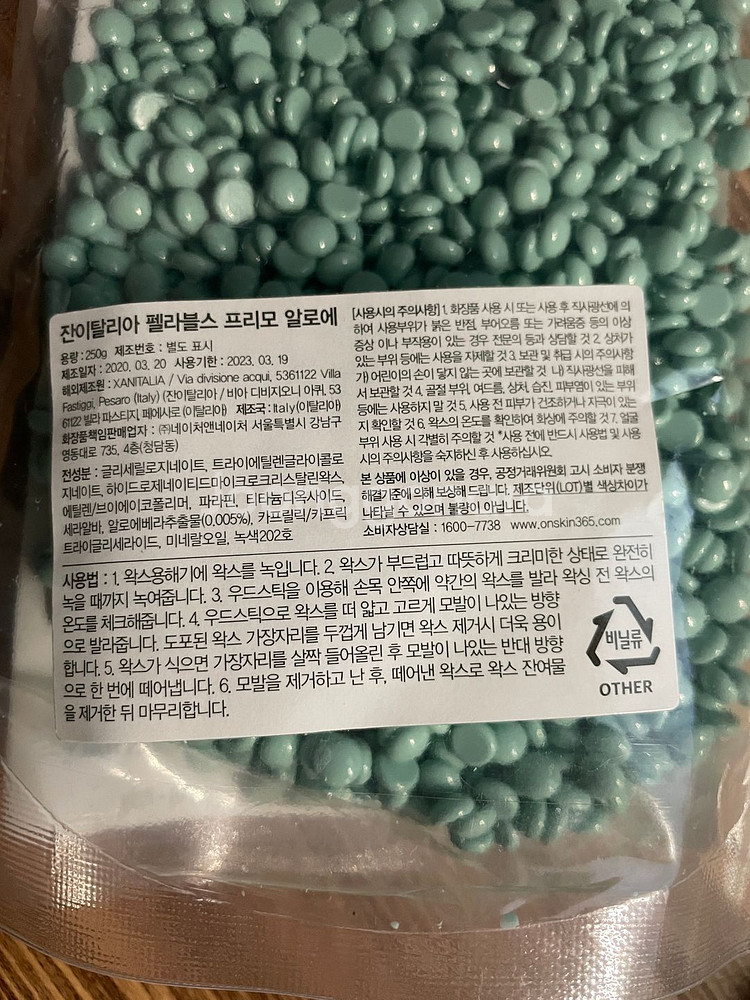 잔이탈리아 펠라블스 프리모 알로에
용량 : 250g 제조번호 : 별도 표시
제조일자 : 2020. 03. 20 사용기한 : 2023. 03. 19
해외제조원 : XANITALIA / Via divisione acqui, 5361122 Villa
Fastiggi, Pesaro (Italy) (잔이탈리아 / 비아 디비지오니 아퀴, 53
61122 빌라 파스티지, 페에사로 (이탈리아) 제조국 : Italy(이탈리아)
화장품책임판매업자 : ㈜네이처앤네이처 서울특별시 강남구
영동대로 735, 4층(청담동)
전성분 : 글리세릴로지네이트, 트라이에틸렌글라이콜로
지네이트, 하이드로제네이티드마이크로크리스탈린왁스,
에틸렌/브이에이코폴리머, 파라핀, 티타늄디옥사이드,
세라알바, 알로에베라추출물(0.005%), 카프릴릭/카프릭
트라이글리세라이드, 미네랄오일, 녹색202호
[사용시의 주의사항] 1. 화장품 사용 시 또는 사용 후 직사광선에 의
하여 사용부위가 붉은 반점, 부어오름 또는 가려움증 등의 이상
증상 이나 부작용이 있는 경우 전문의 등과 상담할 것 2. 상처가
있는 부위 등에는 사용을 자제할 것 3. 보관 및 취급 시의 주의사항
가) 어린이의 손이 닿지 않는 곳에 보관할 것 나) 직사광선을 피해
서 보관할 것 4. 골절 부위, 여드름, 상처, 습진, 피부염이 있는 부위
등에는 사용하지 말 것 5. 사용 전 피부가 건조하거나 자극이 있는
지 확인할 것 6. 왁스의 온도를 확인하여 화상에 주의할 것 7. 얼굴
부위 사용 시 각별히 주의할 것 *사용 전에 반드시 사용법 및 사용
시의 주의사항을 숙지하신 후 사용하십시오.
본 상품에 이상이 있을 경우, 공정거래위원회 고시 소비자 분쟁
해결기준에 의해 보상해 드립니다. 제조단위(LOT)별 색상차이가
나타날 수 있으며 불량이 아닙니다.
소비자상담실 : 1600-7738 www.onskin365.com
사용법 : 1. 왁스용해기에 왁스를 녹입니다. 2. 왁스가 부드럽고 따뜻하게 크리미한 상태로 완전히
녹을 때까지 녹여줍니다. 3. 우드스틱을 이용해 손목 안쪽에 약간의 왁스를 발라 왁싱 전 왁스의
온도를 체크해줍니다. 4. 우드스틱으로 왁스를 떠 얇고 고르게 모발이 나있는 방향
으로 발라줍니다. 도포된 왁스 가장자리를 두껍게 남기면 왁스 제거시 더욱 용이
합니다. 5. 왁스가 식으면 가장자리를 살짝 들어올린 후 모발이 나있는 반대 방향
으로 한 번에 떼어냅니다. 6. 모발을 제거하고 난 후, 떼어낸 왁스로 왁스 잔여물
을 제거한 뒤 마무리합니다.
비닐류
OTHER